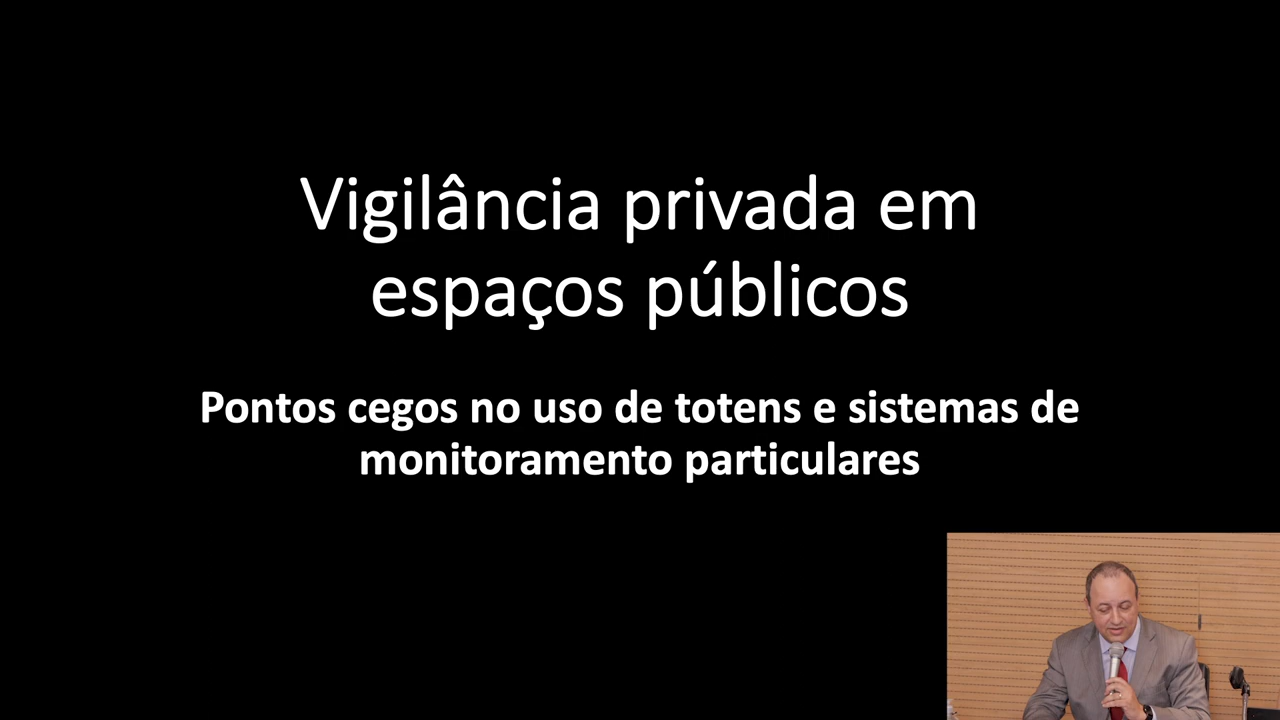 Vigilância privada em
espaços públicos
Pontos cegos no uso de totens e sistemas de
monitoramento particulares